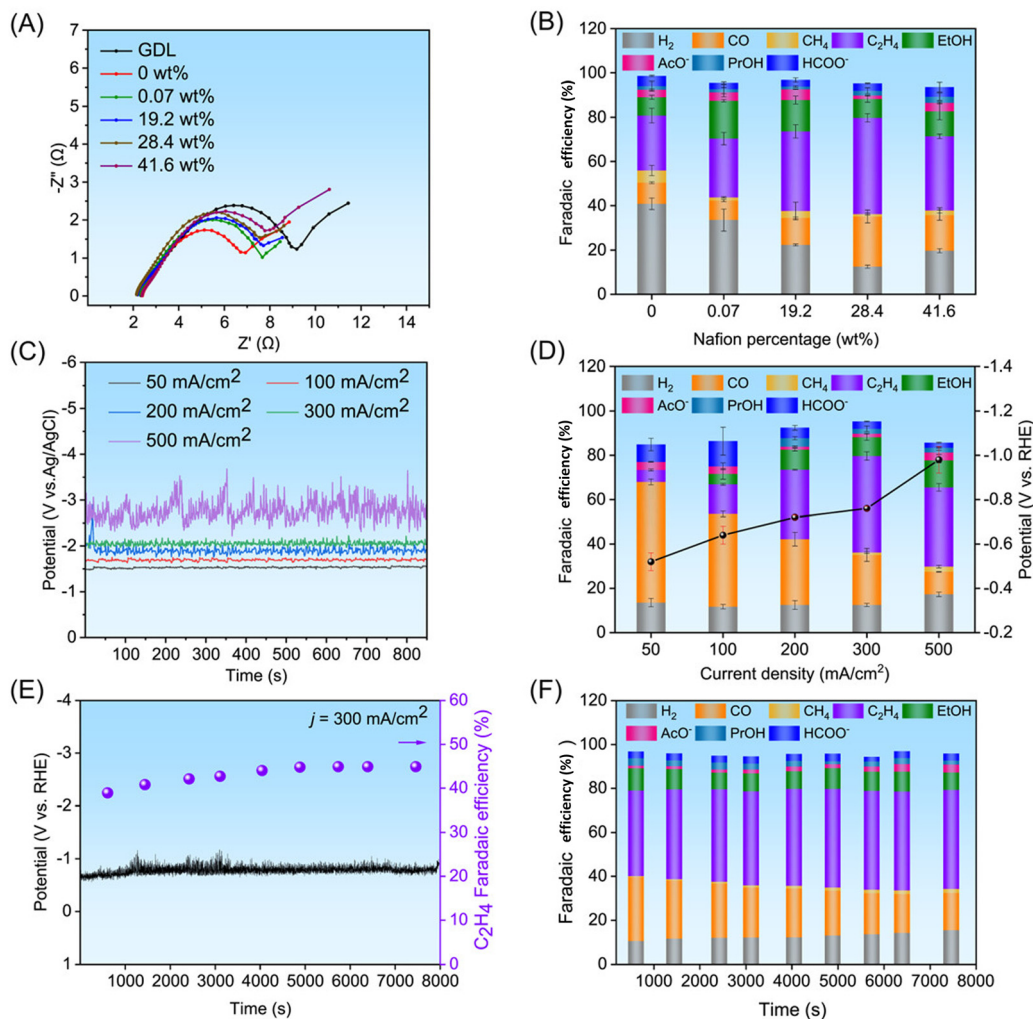 (A)
7
6
5
4
3
2
1
0
-Z" (Ω)
GDL
0 wt%
0.07 wt%
19.2 wt%
28.4 wt%
41.6 wt%
0 2 4 6 8 10 12 14
Z' (Ω)
(B)
120
100
80
60
40
20
0
Faradaic efficiency (%)
H₂ CO CH₄ C₂H₄ EtOH
AcO⁻ PrOH HCOO⁻
0 0.07 19.2 28.4 41.6
Nafion percentage (wt%)
(C)
-6
-5
-4
-3
-2
-1
0
Potential (V vs.Ag/AgCl)
50 mA/cm² 100 mA/cm²
200 mA/cm² 300 mA/cm²
500 mA/cm²
100 200 300 400 500 600 700 800
Time (s)
(D)
120
100
80
60
40
20
0
Faradaic efficiency (%)
H₂ CO CH₄ C₂H₄ EtOH
AcO⁻ PrOH HCOO⁻
-1.4
-1.2
-1.0
-0.8
-0.6
-0.4
-0.2
Potential (V vs. RHE)
50 100 200 300 500
Current density (mA/cm²)
(E)
-4
-3
-2
-1
0
1
Potential (V vs. RHE)
j = 300 mA/cm²
60
50
40
30
20
10
0
C₂H₄ Faradaic efficiency (%)
1000 2000 3000 4000 5000 6000 7000 8000
Time (s)
(F)
120
100
80
60
40
20
0
Faradaic efficiency (%) )
H₂ CO CH₄ C₂H₄ EtOH
AcO⁻ PrOH HCOO⁻
1000 2000 3000 4000 5000 6000 7000 8000
Time (s)